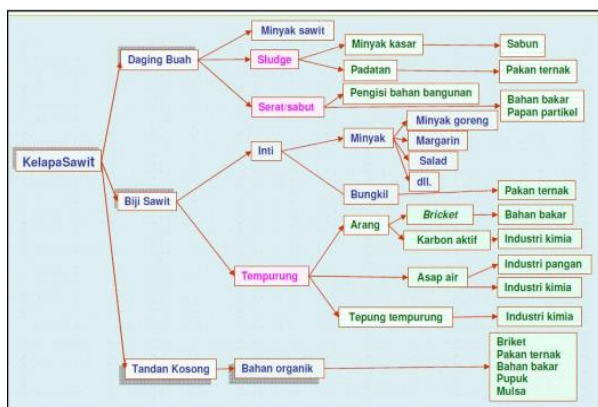 KelapaSawit
Daging Buah
Minyak sawit
Sludge
Minyak kasar
Sabun
Padatan
Pakan ternak
Serat/sabut
Pengisi bahan bangunan
Bahan bakar
Papan partikel
Biji Sawit
Inti
Minyak
Minyak goreng
Margarin
Salad
dll.
Bungkil
Pakan ternak
Tempurung
Arang
Bricket
Bahan bakar
Karbon aktif
Industri kimia
Asap air
Industri pangan
Industri kimia
Tepung tempurung
Industri kimia
Tandan Kosong
Bahan organik
Briket
Pakan ternak
Bahan bakar
Pupuk
Mulsa